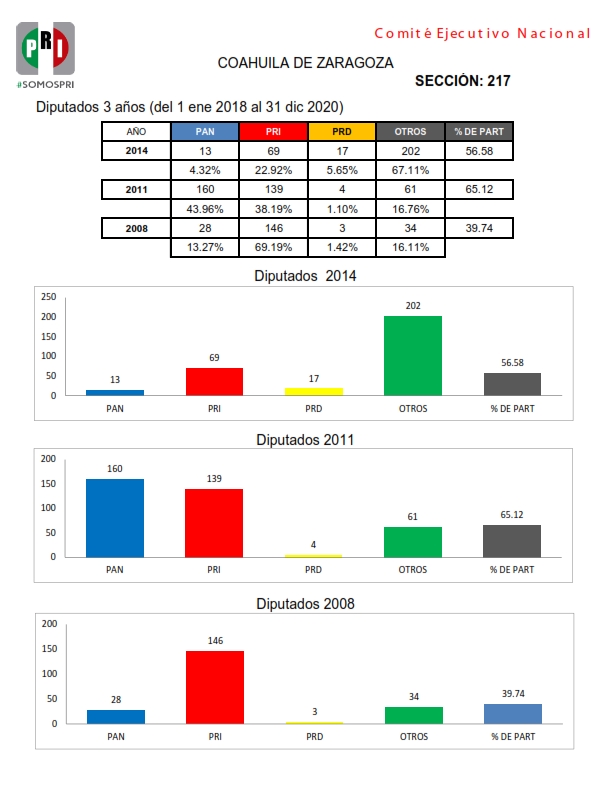 Comité Ejecutivo Nacional
PRI
#SOMOSPRI
COAHUILA DE ZARAGOZA
SECCIÓN: 217
Diputados 3 años (del 1 ene 2018 al 31 dic 2020)
AÑO PAN PRI PRD OTROS % DE PART
2014 13 69 17 202 56.58
4.32% 22.92% 5.65% 67.11%
2011 160 139 4 61 65.12
43.96% 38.19% 1.10% 16.76%
2008 28 146 3 34 39.74
13.27% 69.19% 1.42% 16.11%
Diputados 2014
250
200
150
100
50
0
13 69 17 202 56.58
PAN PRI PRD OTROS % DE PART
Diputados 2011
200
150
100
50
0
160 139 4 61 65.12
PAN PRI PRD OTROS % DE PART
Diputados 2008
200
150
100
50
0
28 146 3 34 39.74
PAN PRI PRD OTROS % DE PART